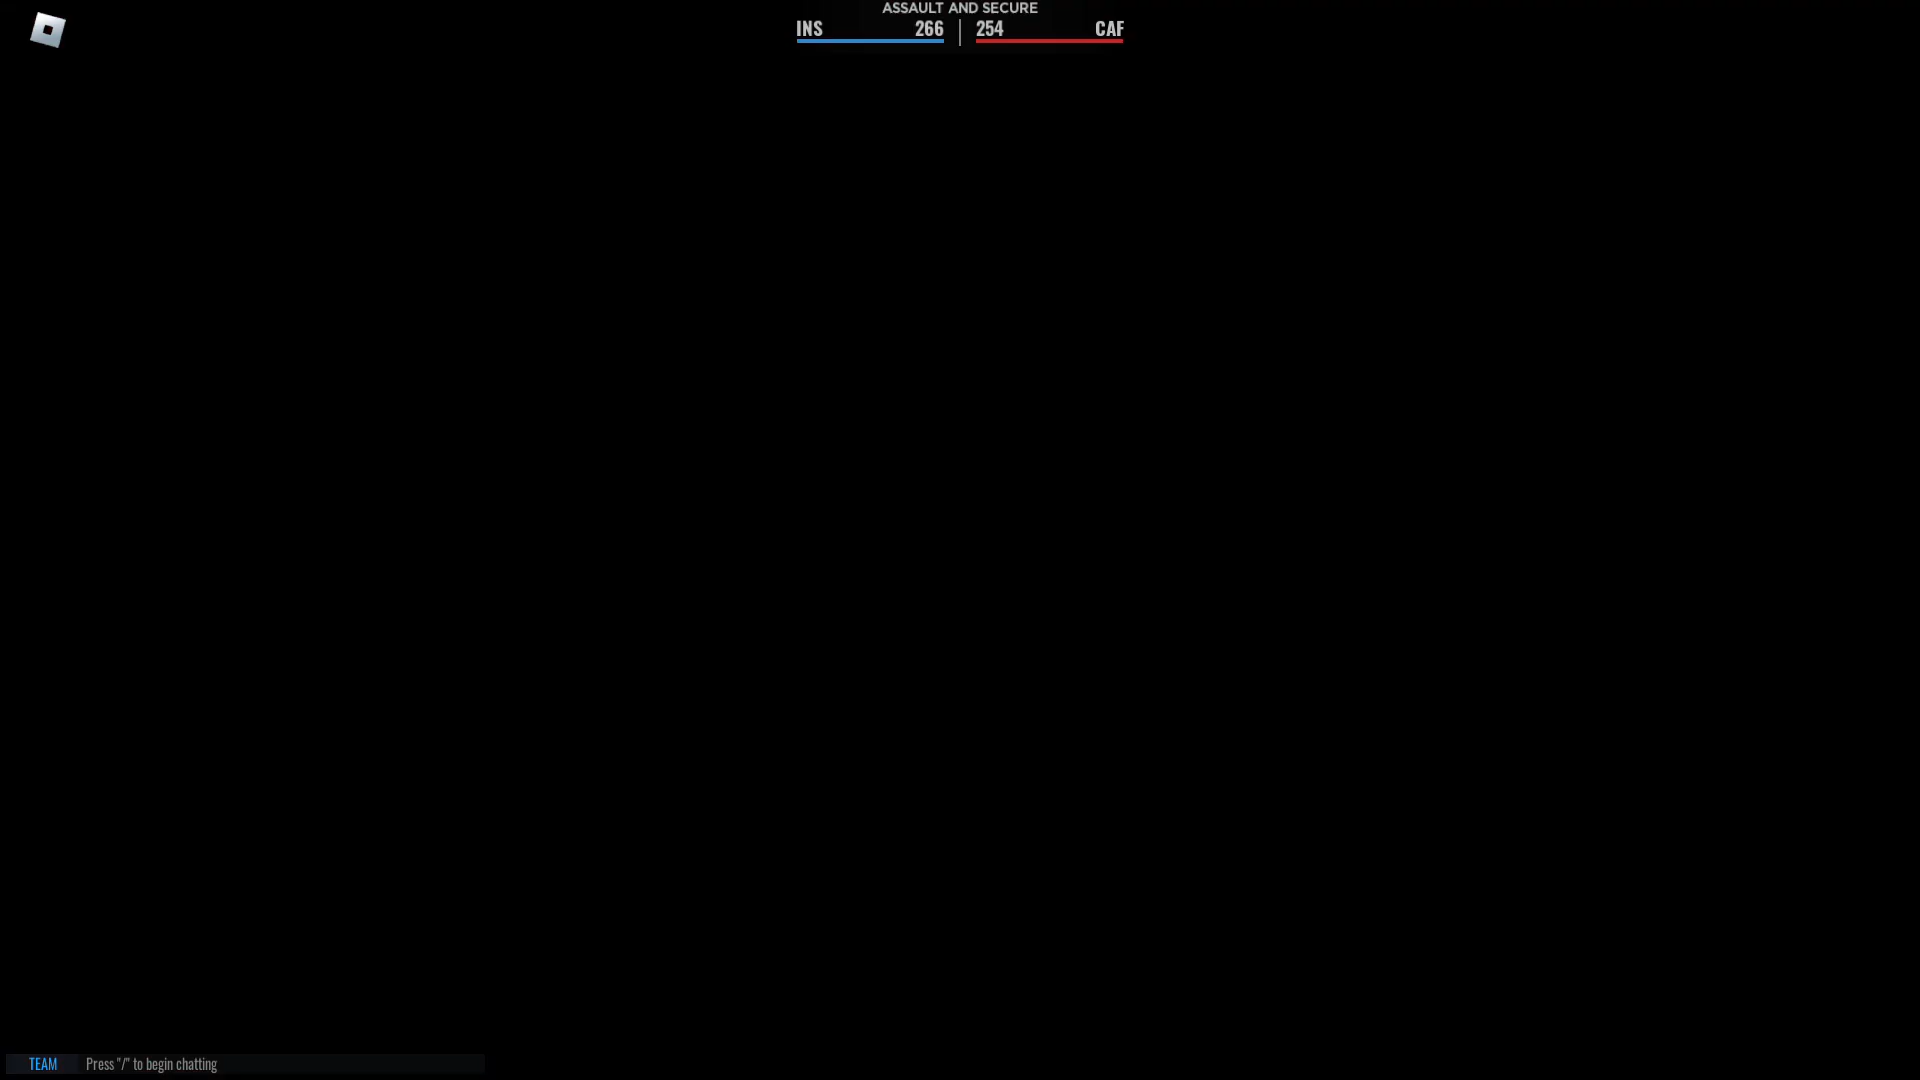 ASSAULT AND SECURE
INS 266 254 CAF
TEAM Press "/" to begin chatting